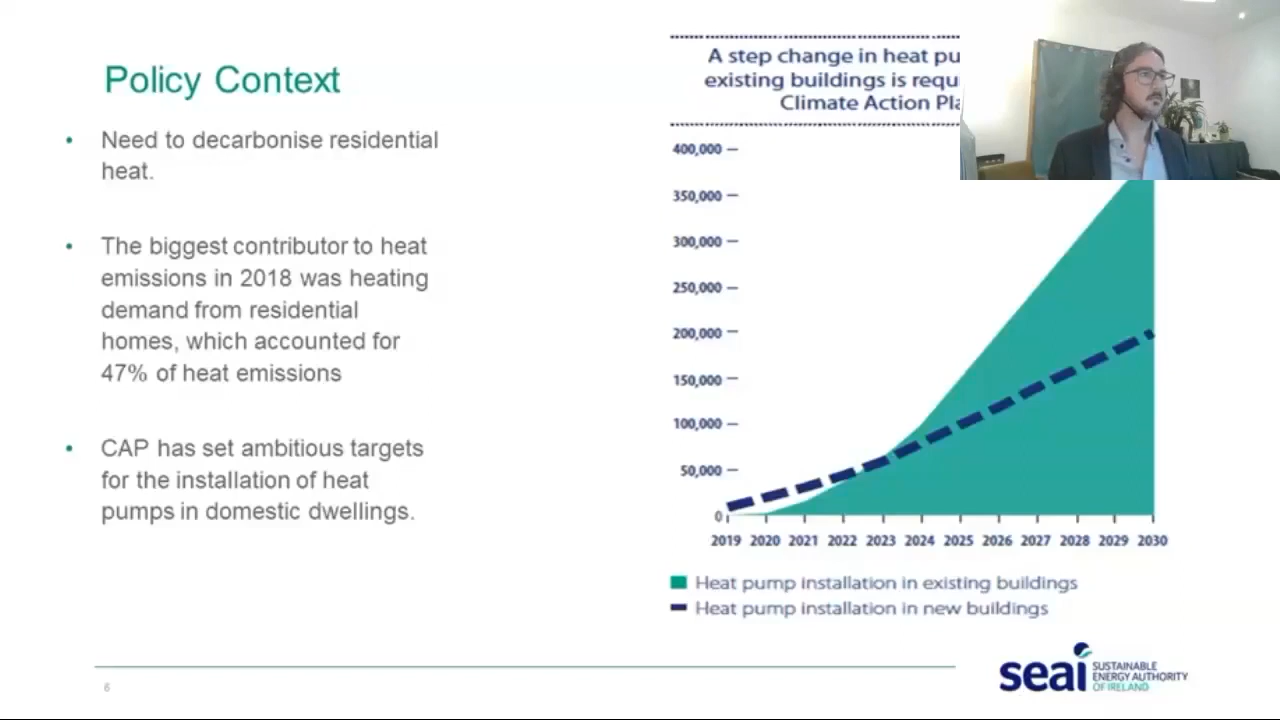 Policy Context
• Need to decarbonise residential
heat.
• The biggest contributor to heat
emissions in 2018 was heating
demand from residential
homes, which accounted for
47% of heat emissions
• CAP has set ambitious targets
for the installation of heat
pumps in domestic dwellings.
A step change in heat pu
existing buildings is requ
Climate Action Pla
400,000
350,000
300,000
250,000
200,000
150,000
100,000
50,000
0
2019 2020 2021 2022 2023 2024 2025 2026 2027 2028 2029 2030
Heat pump installation in existing buildings
Heat pump installation in new buildings
6
seai SUSTAINABLE
ENERGY AUTHORITY
OF IRELAND